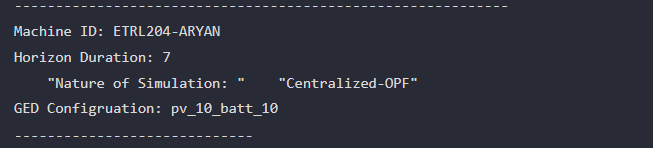 ------------------------------------------------------------
Machine ID: ETRL204-ARYAN
Horizon Duration: 7
    "Nature of Simulation: "    "Centralized-OPF"
GED Configruation: pv_10_batt_10
-----------------------------